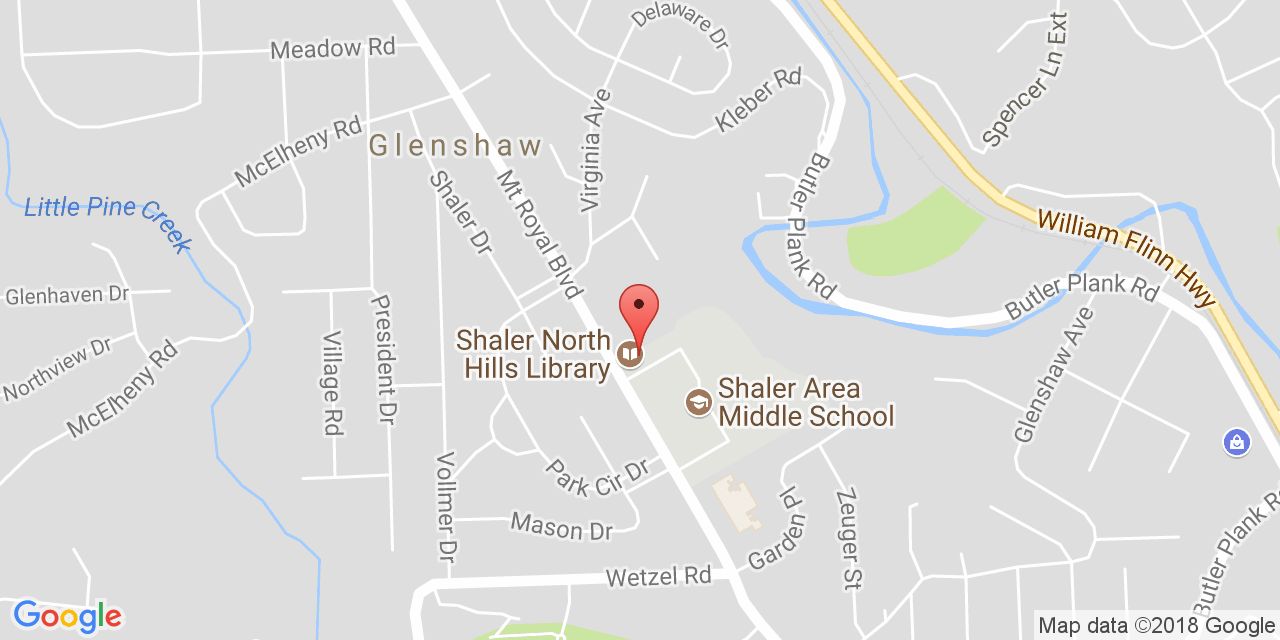 Delaware Dr
Meadow Rd
Spencer Ln Ext
Kleber Rd
Virginia Ave
McElheny Rd
Glenshaw
Butler Plank Rd
Shaler Dr
Mt Royal Blvd
Little Pine Creek
William Flinn Hwy
Butler Plank Rd
Glenhaven Dr
President Dr
Village Rd
Northview Dr
McElheny Rd
Shaler North
Hills Library
Shaler Area
Middle School
Glenshaw Ave
Vollmer Dr
Park Cir Dr
Mason Dr
Garden Pl
Zeuger St
Butler Plank Rd
Wetzel Rd
Google
Map data ©2018 Google